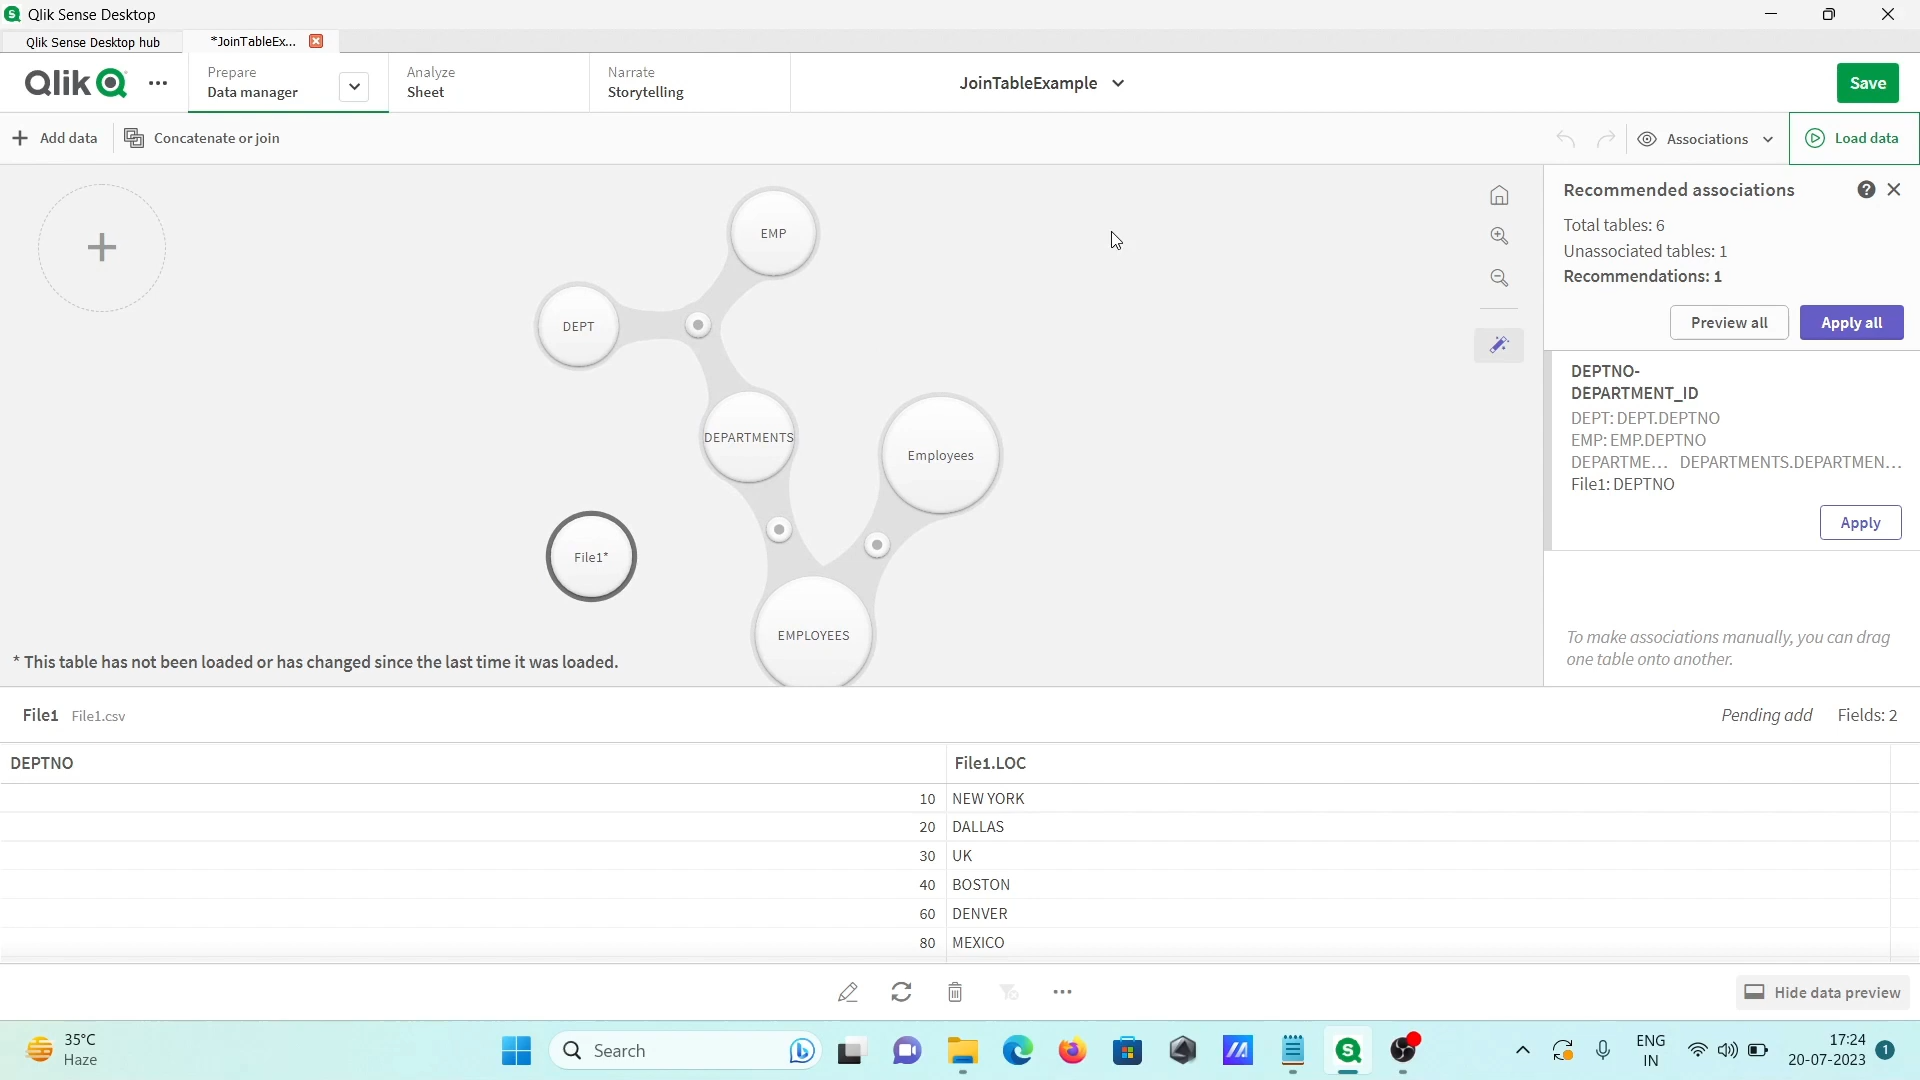 Qlik Sense Desktop
Qlik Sense Desktop hub
*JoinTableEx...
Qlik
Prepare
Data manager
Analyze
Sheet
Narrate
Storytelling
JoinTableExample
Save
Add data
Concatenate or join
Associations
Load data
EMP
DEPT
DEPARTMENTS
Employees
File1*
EMPLOYEES
* This table has not been loaded or has changed since the last time it was loaded.
Recommended associations
Total tables: 6
Unassociated tables: 1
Recommendations: 1
Preview all
Apply all
DEPTNO-
DEPARTMENT_ID
DEPT: DEPT.DEPTNO
EMP: EMP.DEPTNO
DEPARTME... DEPARTMENTS.DEPARTMEN...
File1: DEPTNO
Apply
To make associations manually, you can drag
one table onto another.
File1 File1.csv
Pending add Fields: 2
DEPTNO File1.LOC
10 NEW YORK
20 DALLAS
30 UK
40 BOSTON
60 DENVER
80 MEXICO
Hide data preview
35°C
Haze
Search
ENG
IN
17:24
20-07-2023
1